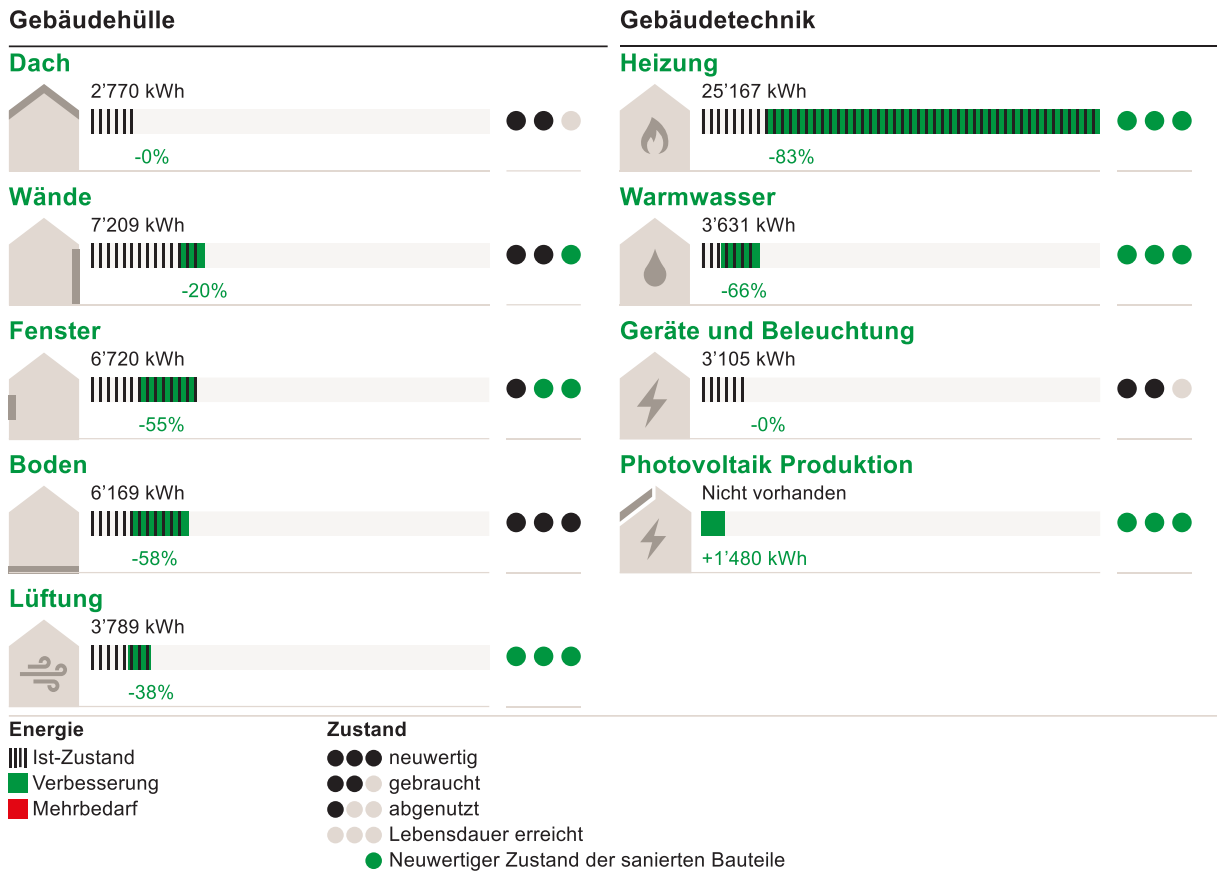 Gebäudehülle
Dach
2’770 kWh
-0%
Wände
7’209 kWh
-20%
Fenster
6’720 kWh
-55%
Boden
6’169 kWh
-58%
Lüftung
3’789 kWh
-38%
Gebäudetechnik
Heizung
25’167 kWh
-83%
Warmwasser
3’631 kWh
-66%
Geräte und Beleuchtung
3’105 kWh
-0%
Photovoltaik Produktion
Nicht vorhanden
+1’480 kWh
Energie
Ist-Zustand
Verbesserung
Mehrbedarf
Zustand
neuwertig
gebraucht
abgenutzt
Lebensdauer erreicht
Neuwertiger Zustand der sanierten Bauteile